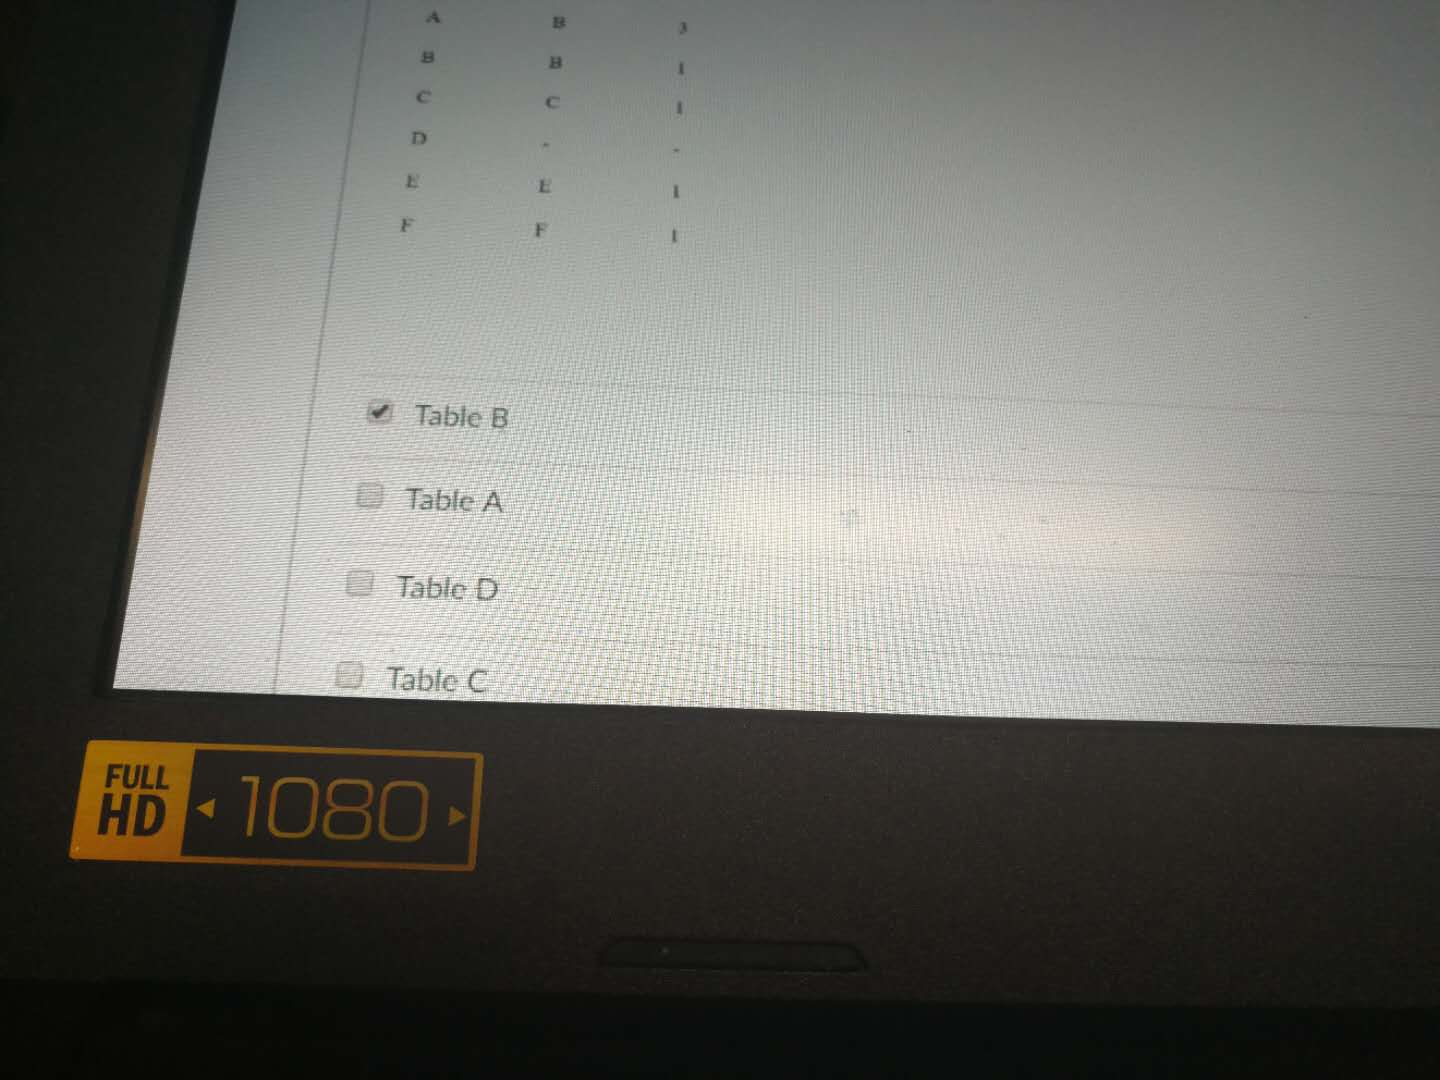 A B 3
B B 1
C C 1
D - -
E E 1
F F 1
Table B
Table A
Table D
Table C
FULL
HD
1080